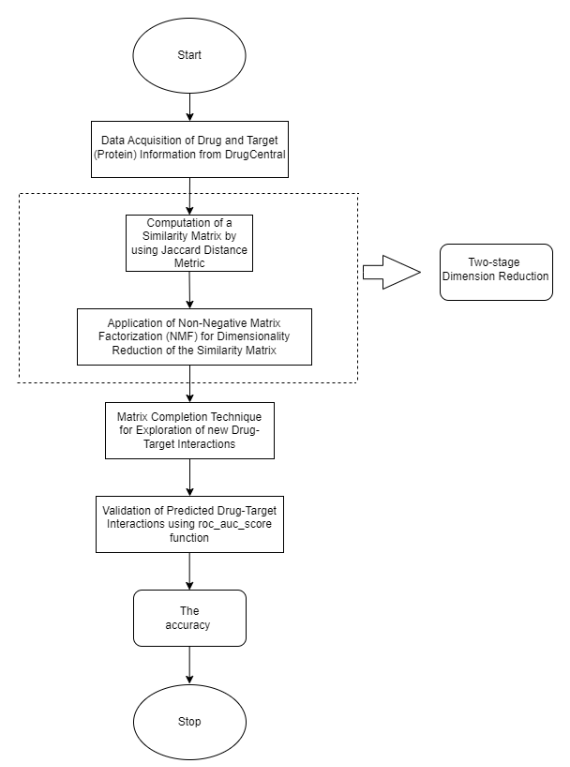 Start
Data Acquisition of Drug and Target
(Protein) Information from DrugCentral
Computation of a
Similarity Matrix by
using Jaccard Distance
Metric
Two-stage
Dimension Reduction
Application of Non-Negative Matrix
Factorization (NMF) for Dimensionality
Reduction of the Similarity Matrix
Matrix Completion Technique
for Exploration of new Drug-
Target Interactions
Validation of Predicted Drug-Target
Interactions using roc_auc_score
function
The
accuracy
Stop